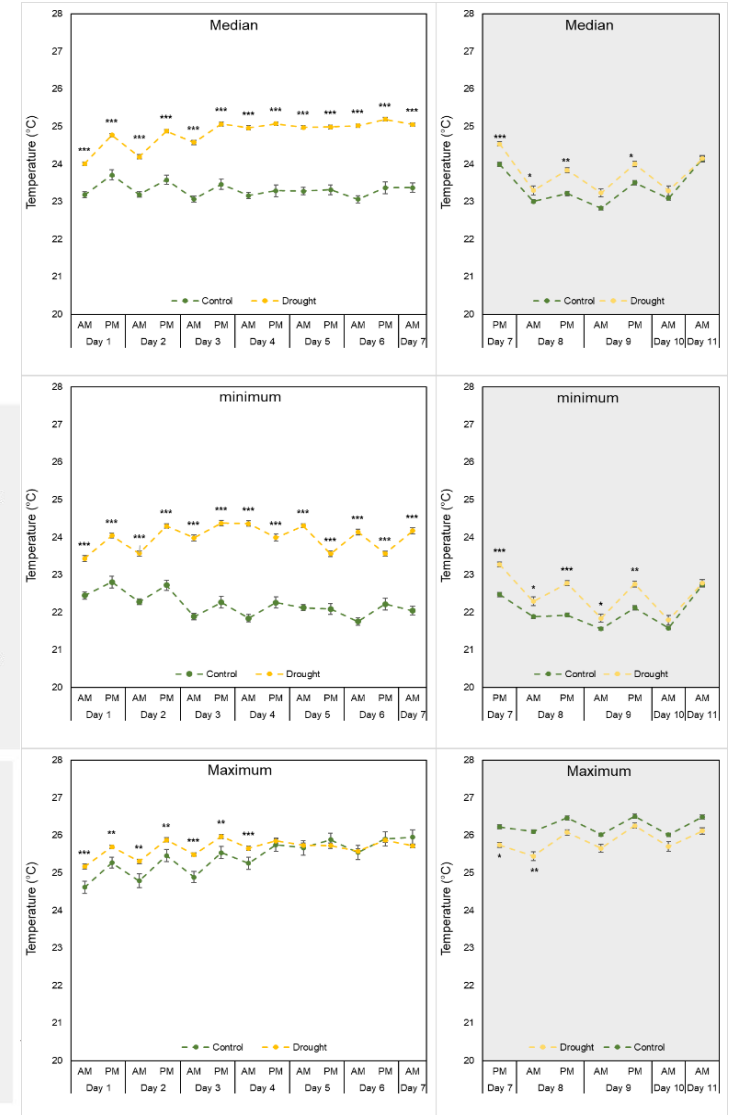 Median
Temperature (°C)
28
27
26
25
24
23
22
21
20
*** *** *** *** *** *** *** *** *** *** *** *** ***
Control Drought
AM PM AM PM AM PM AM PM AM PM AM PM AM
Day 1 Day 2 Day 3 Day 4 Day 5 Day 6 Day 7
Median
Temperature (°C)
28
27
26
25
24
23
22
21
20
*** * ** *
Control Drought
PM AM PM AM PM AM AM
Day 7 Day 8 Day 9 Day 10 Day 11
minimum
Temperature (°C)
28
27
26
25
24
23
22
21
20
*** *** *** *** *** *** *** *** *** *** *** *** ***
Control Drought
AM PM AM PM AM PM AM PM AM PM AM PM AM
Day 1 Day 2 Day 3 Day 4 Day 5 Day 6 Day 7
minimum
Temperature (°C)
28
27
26
25
24
23
22
21
20
*** * *** * **
Control Drought
PM AM PM AM PM AM AM
Day 7 Day 8 Day 9 Day 10 Day 11
Maximum
Temperature (°C)
28
27
26
25
24
23
22
21
20
*** ** ** ** *** ** ***
Control Drought
AM PM AM PM AM PM AM PM AM PM AM PM AM
Day 1 Day 2 Day 3 Day 4 Day 5 Day 6 Day 7
Maximum
Temperature (°C)
28
27
26
25
24
23
22
21
20
* **
Drought Control
PM AM PM AM PM AM AM
Day 7 Day 8 Day 9 Day 10 Day 11